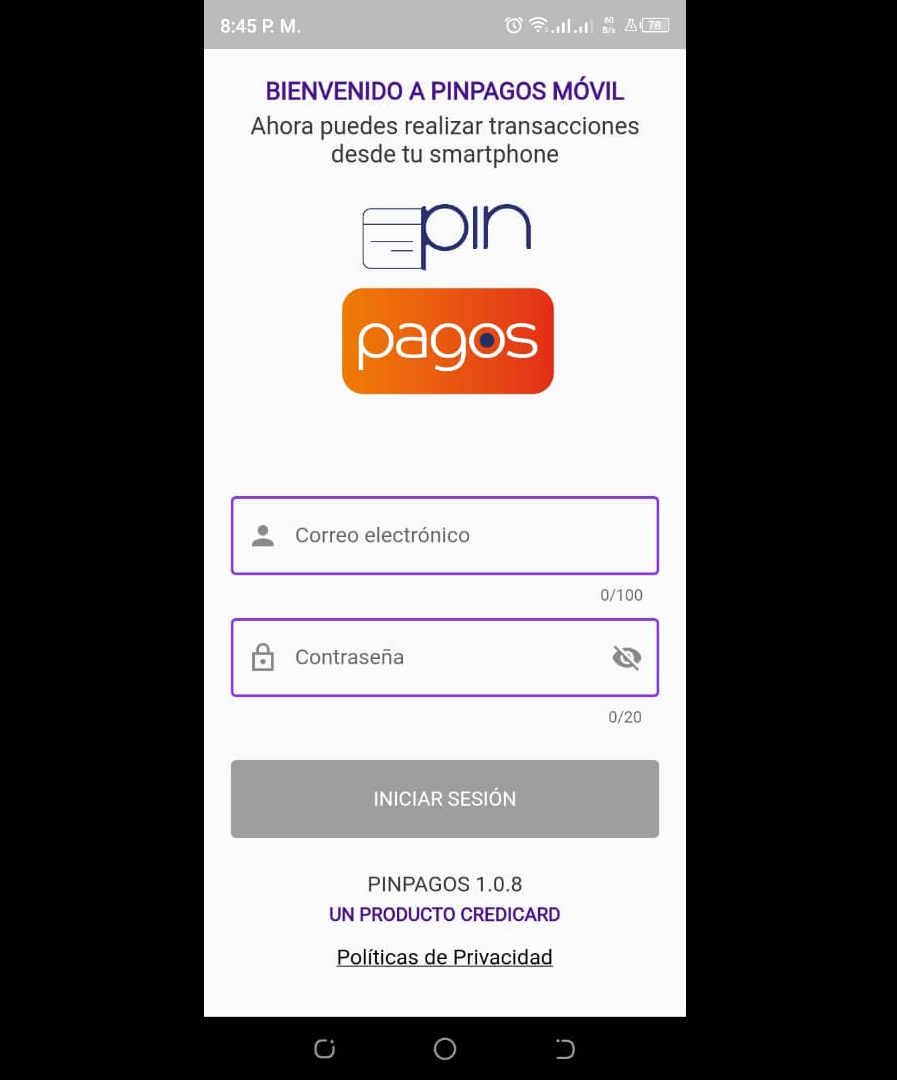 8:45 P. M.
60
B/s
78
BIENVENIDO A PINPAGOS MÓVIL
Ahora puedes realizar transacciones
desde tu smartphone
pin
pagos
Correo electrónico
0/100
Contraseña
0/20
INICIAR SESIÓN
PINPAGOS 1.0.8
UN PRODUCTO CREDICARD
Políticas de Privacidad